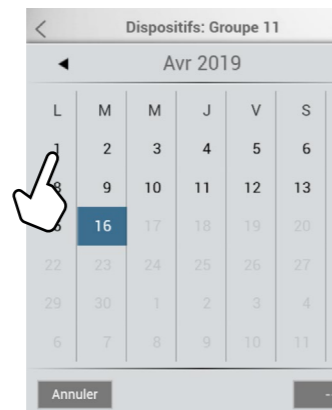 Dispositifs: Groupe 11
Avr 2019
L M M J V S
1 2 3 4 5 6
8 9 10 11 12 13
16 17 18 19 20
22 23 24 25 26 27
29 30 1 2 3 4
6 7 8 9 10 11
Annuler